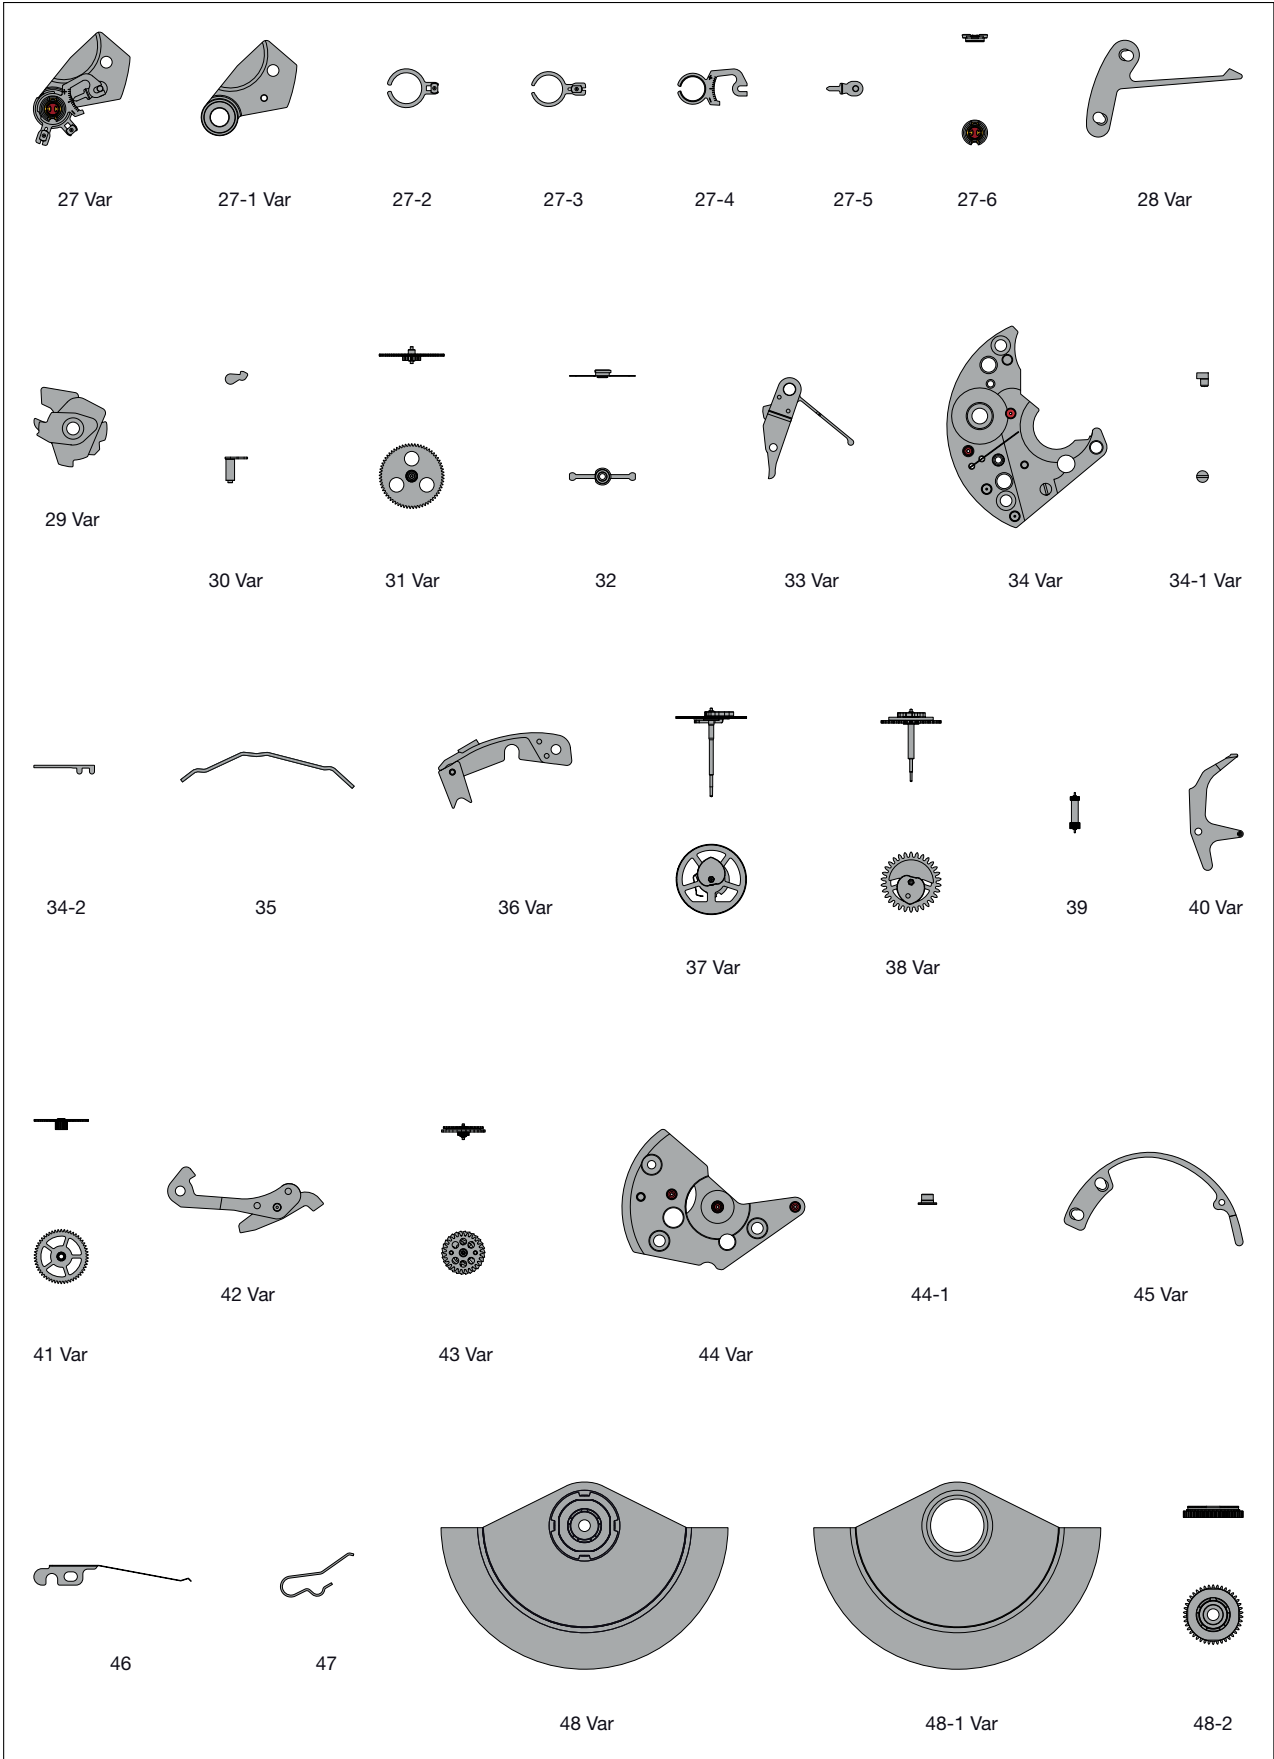 27 Var
27-1 Var
27-2
27-3
27-4
27-5
27-6
28 Var
29 Var
30 Var
31 Var
32
33 Var
34 Var
34-1 Var
34-2
35
36 Var
37 Var
38 Var
39
40 Var
41 Var
42 Var
43 Var
44 Var
44-1
45 Var
46
47
48 Var
48-1 Var
48-2